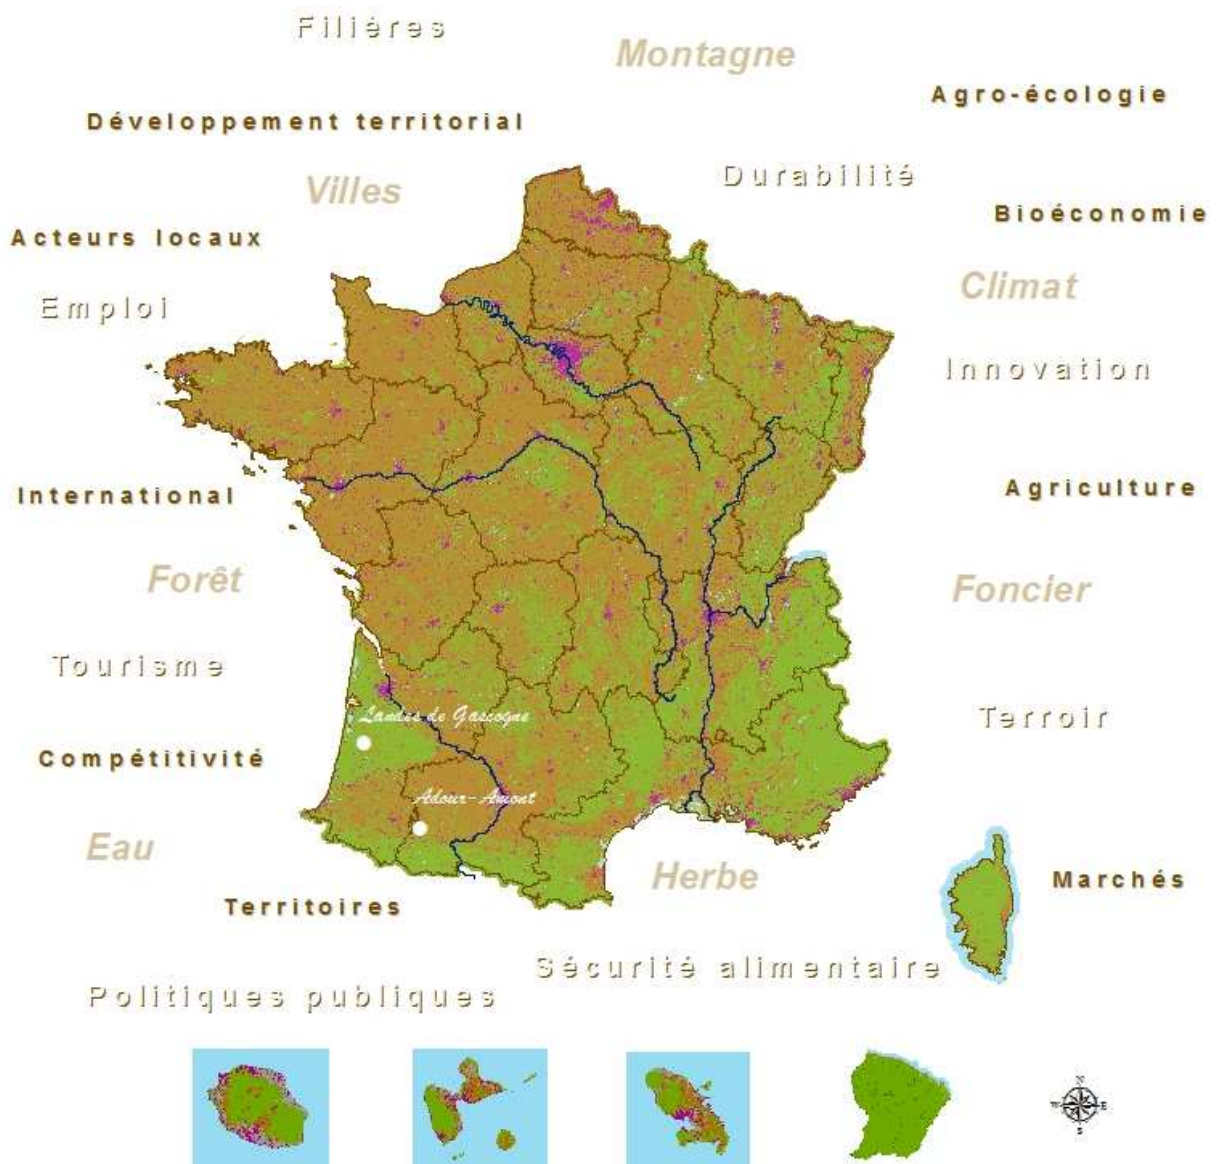 Filières
Montagne
Agro-écologie
Développement territorial
Durabilité
Villes
Bioéconomie
Acteurs locaux
Climat
Emploi
Innovation
International
Agriculture
Forêt
Foncier
Tourisme
Landes de Gascogne
Terroir
Compétitivité
Adour-Amont
Eau
Herbe
Marchés
Territoires
Sécurité alimentaire
Politiques publiques
N
W E
S